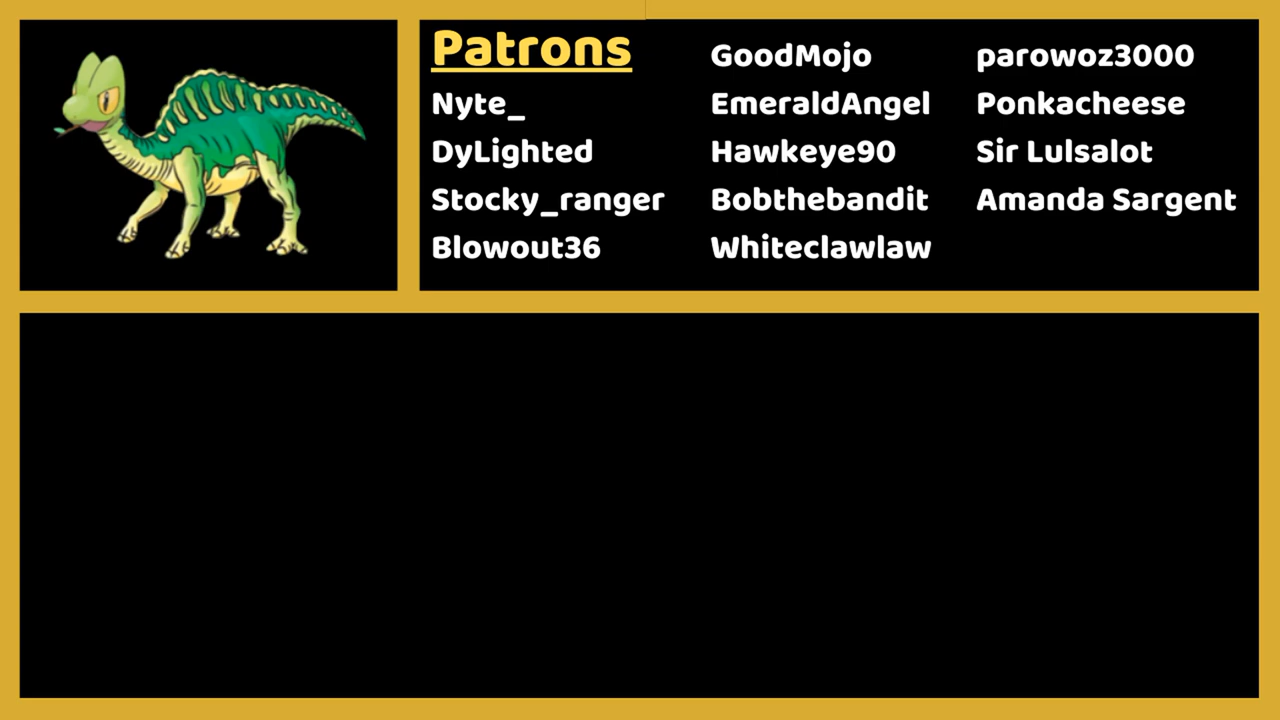 Patrons
Nyte_
DyLighted
Stocky_ranger
Blowout36
GoodMojo
EmeraldAngel
Hawkeye90
Bobthebandit
Whiteclawlaw
parowoz3000
Ponkacheese
Sir Lulsalot
Amanda Sargent